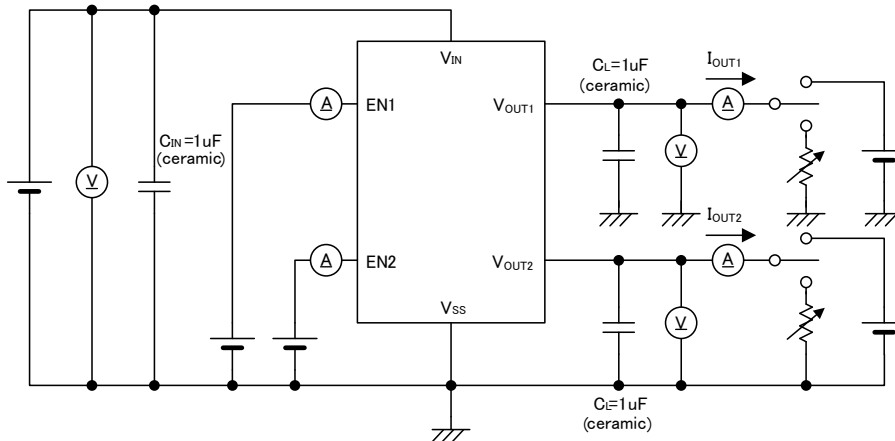 VIN
CL=1uF
(ceramic)
IOUT1
A
EN1
VOUT1
A
CIN=1uF
(ceramic)
V
V
IOUT2
A
EN2
VOUT2
A
VSS
V
CL=1uF
(ceramic)